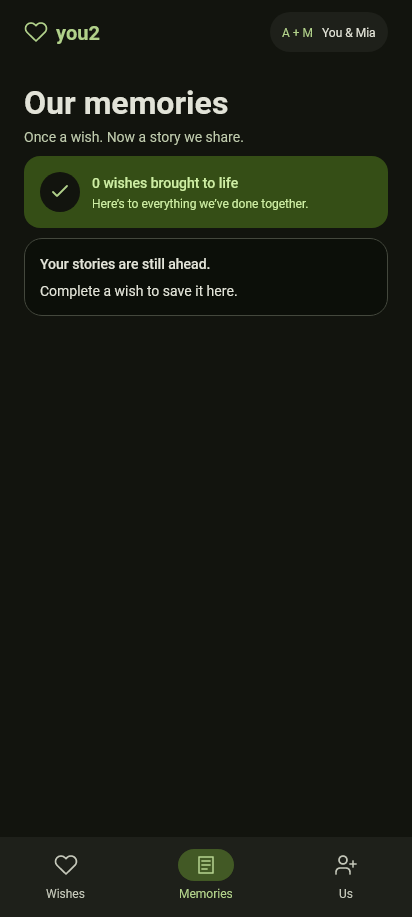 you2
A + M You & Mia
Our memories
Once a wish. Now a story we share.
0 wishes brought to life
Here's to everything we've done together.
Your stories are still ahead.
Complete a wish to save it here.
Wishes
Memories
Us